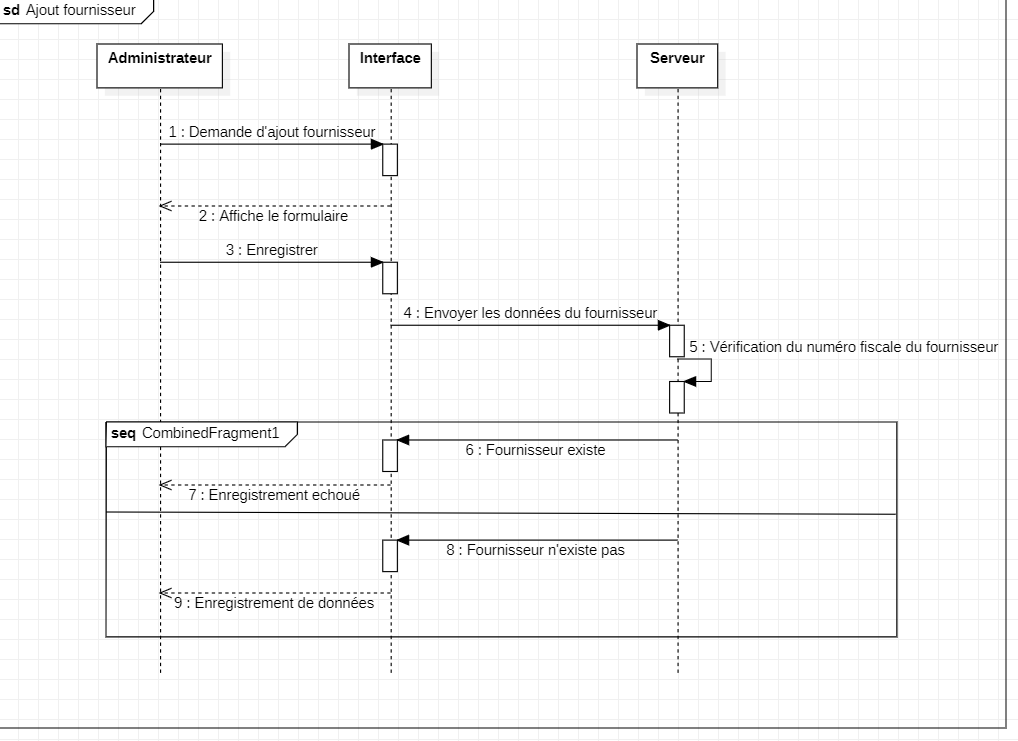 sd Ajout fournisseur
Administrateur
Interface
Serveur
1 : Demande d'ajout fournisseur
2 : Affiche le formulaire
3 : Enregistrer
4 : Envoyer les données du fournisseur
5 : Vérification du numéro fiscale du fournisseur
seq CombinedFragment1
6 : Fournisseur existe
7 : Enregistrement echoué
8 : Fournisseur n'existe pas
9 : Enregistrement de données